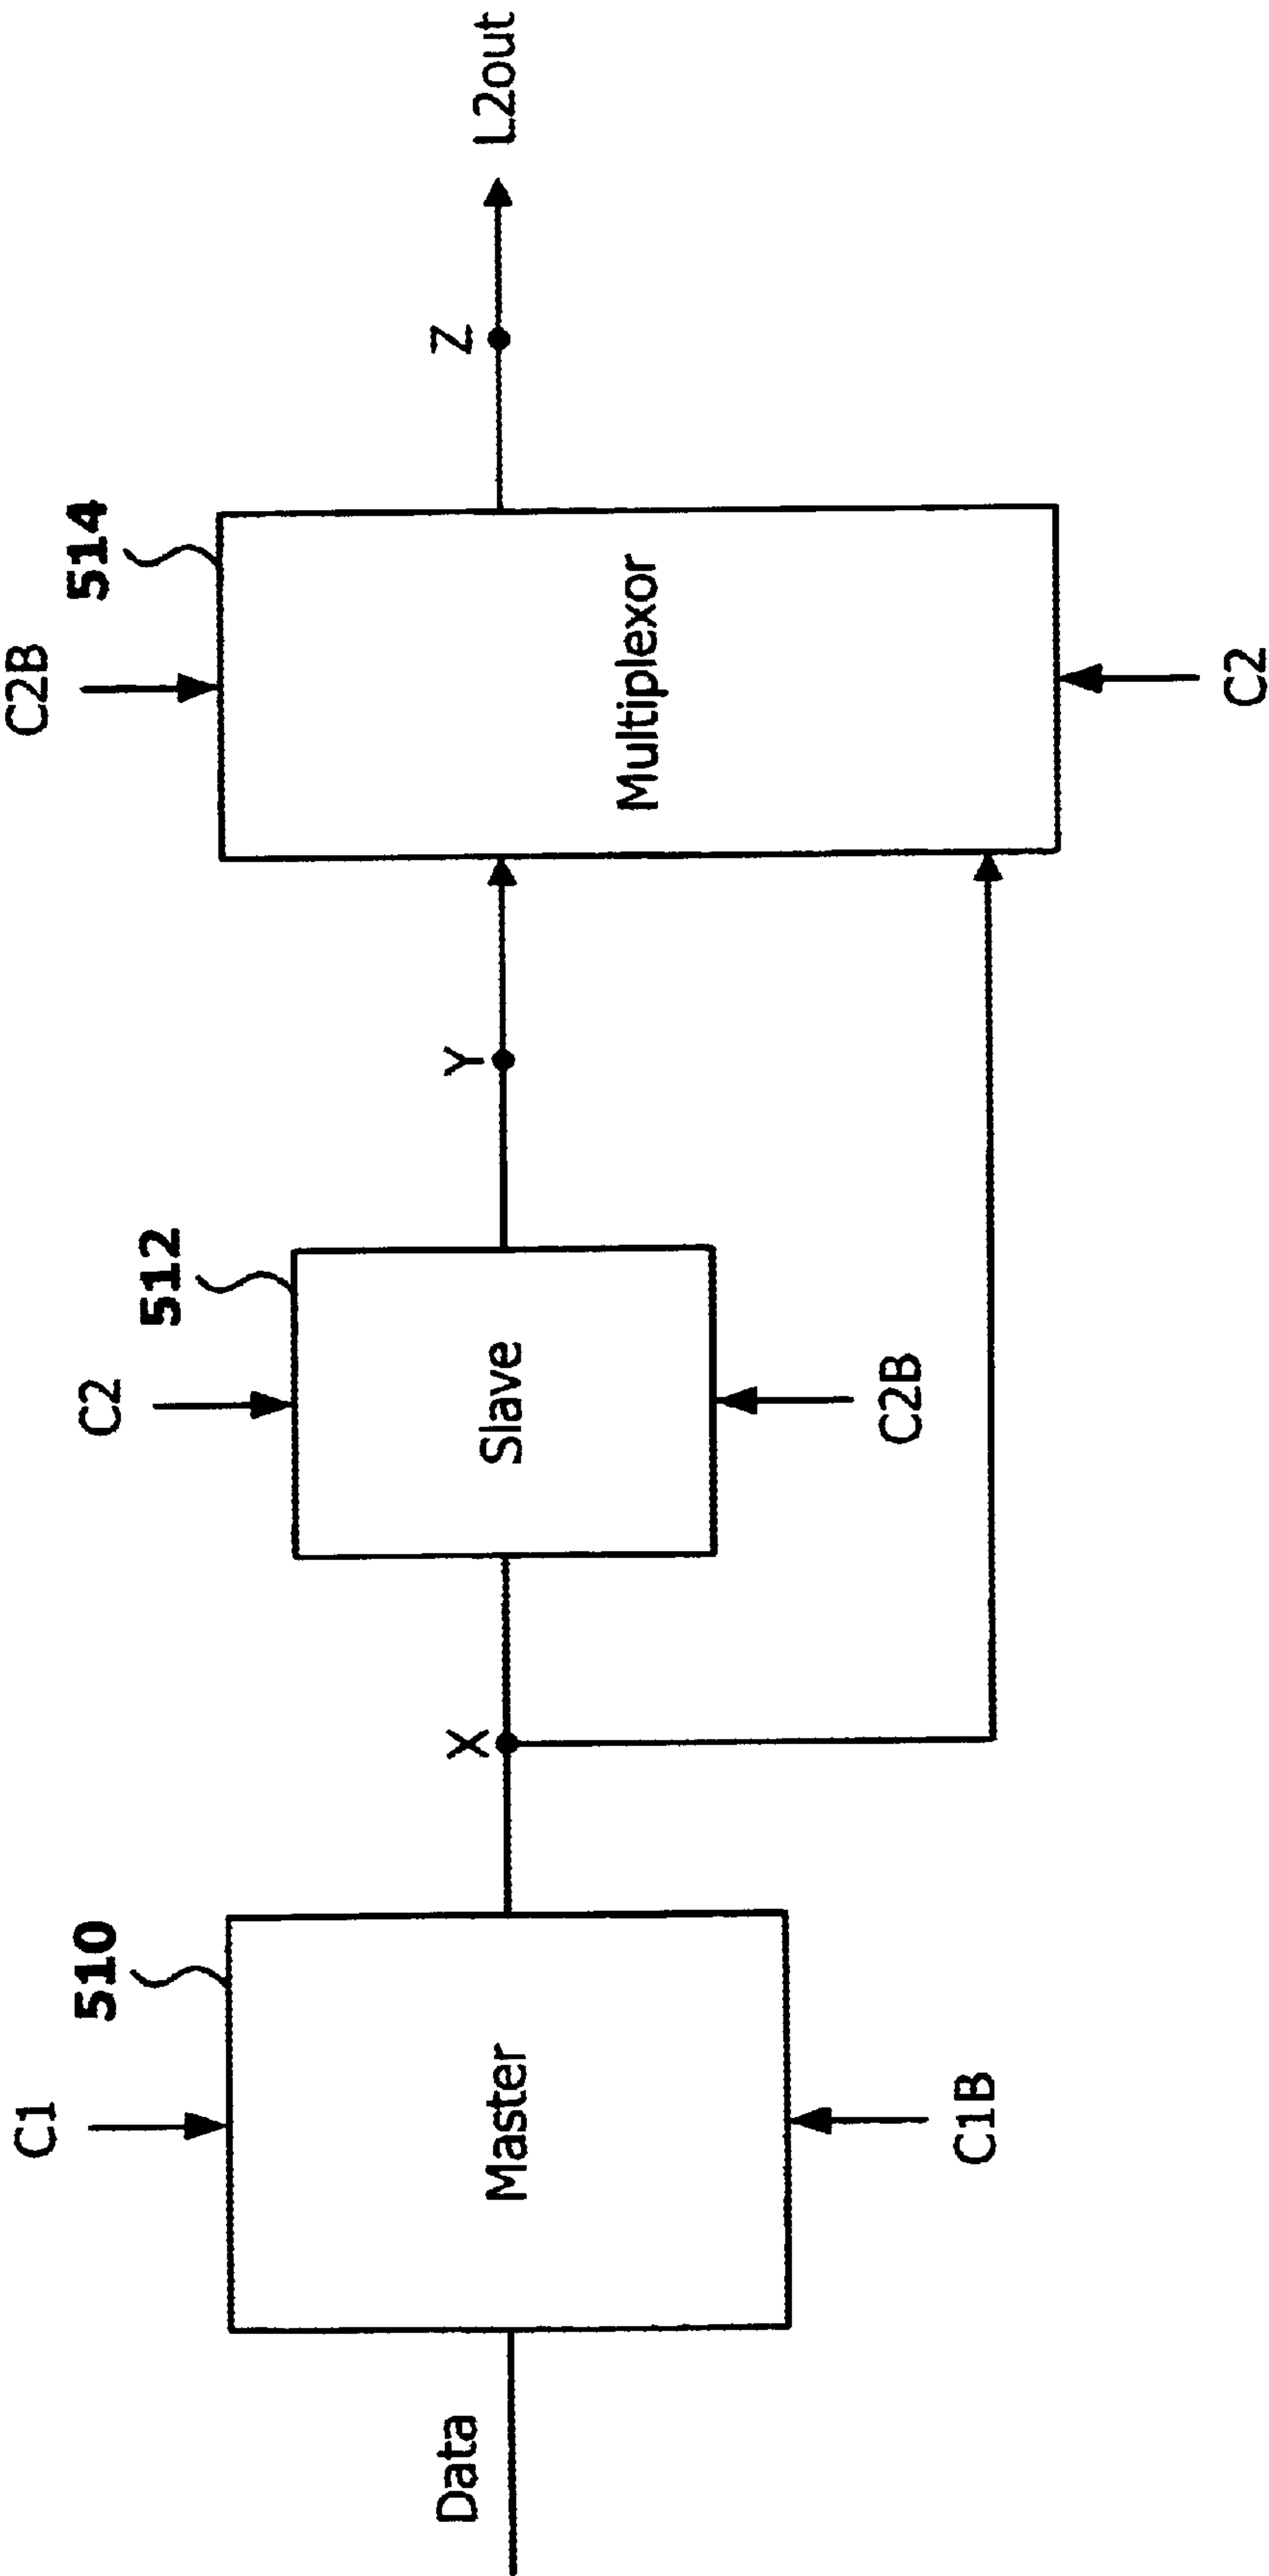 C2B
514
C2
512
C1
510
Data
Master
X
Slave
Y
Multiplexor
Z
L2out
C1B
C2B
C2